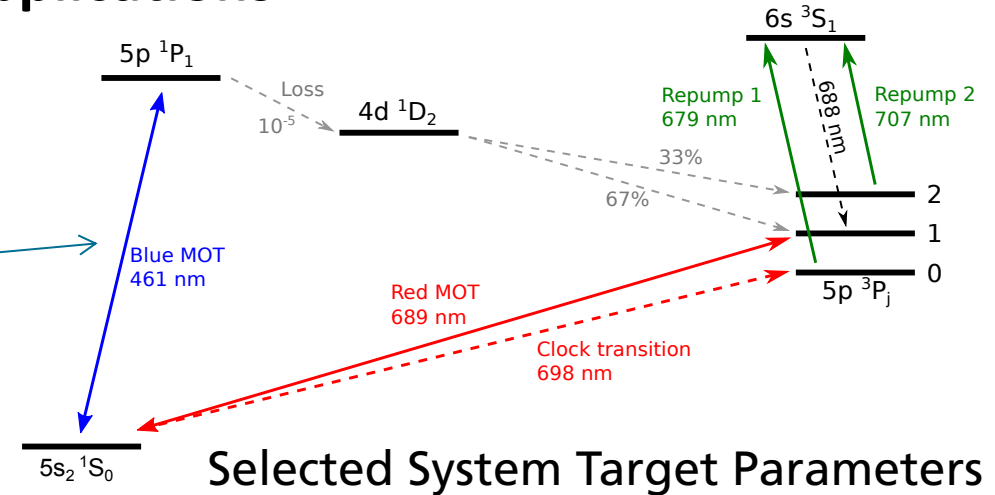 6s ³S₁
5p ¹P₁
Loss
10⁻⁵
4d ¹D₂
Repump 1
679 nm
688 nm
Repump 2
707 nm
33%
67%
2
1
0
5p ³Pⱼ
Blue MOT
461 nm
Red MOT
689 nm
Clock transition
698 nm
5s₂ ¹S₀
Selected System Target Parameters